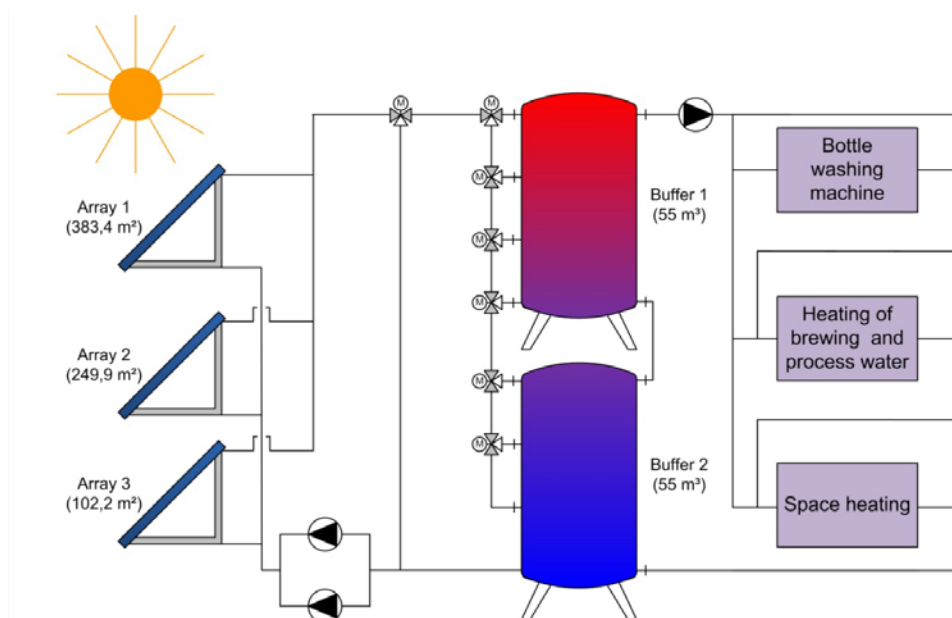 Array 1
(383,4 m²)
Array 2
(249,9 m²)
Array 3
(102,2 m²)
M
M
M
M
M
M
M
Buffer 1
(55 m³)
Buffer 2
(55 m³)
Bottle
washing
machine
Heating of
brewing and
process water
Space heating